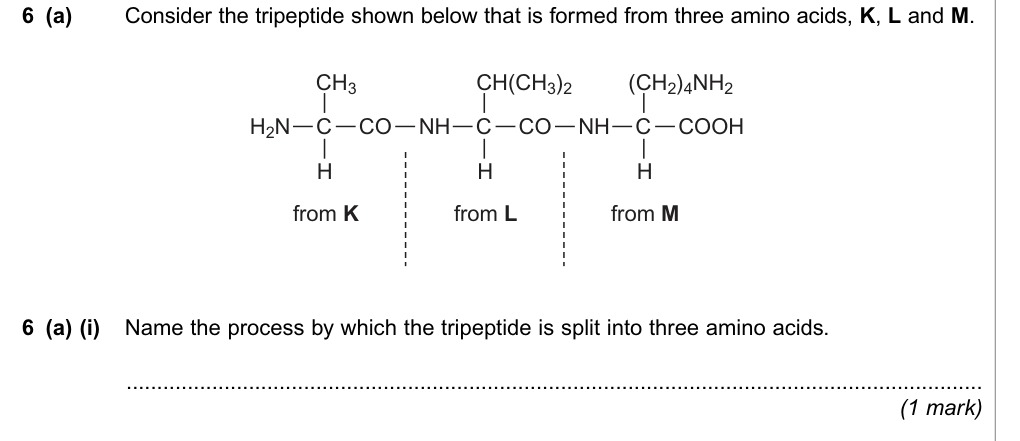 6 (a) Consider the tripeptide shown below that is formed from three amino acids, K, L and M.
CH₃ CH(CH₃)₂ (CH₂)₄NH₂
H₂N—C—CO—NH—C—CO—NH—C—COOH
H H H
from K from L from M
6 (a) (i) Name the process by which the tripeptide is split into three amino acids.
(1 mark)